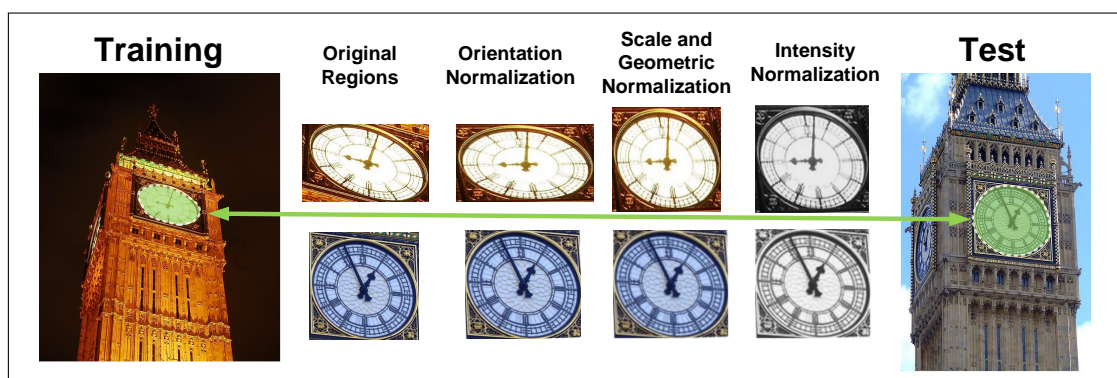 Training
Original
Regions
Orientation
Normalization
Scale and
Geometric
Normalization
Intensity
Normalization
Test